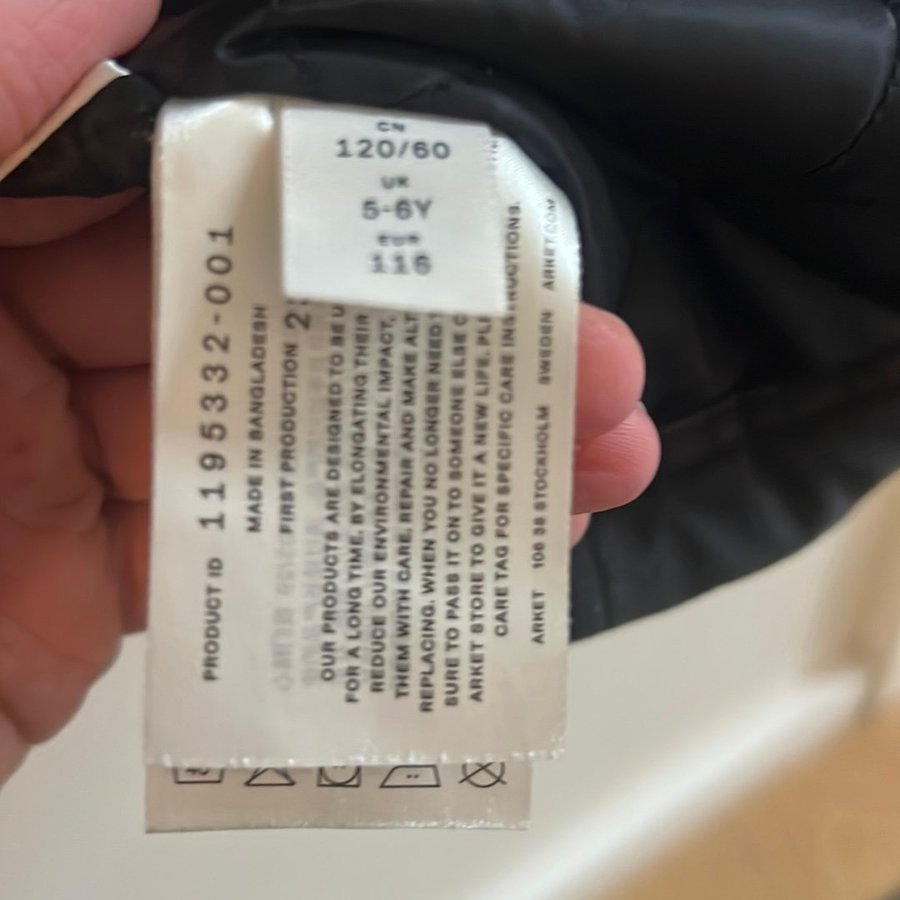 CN
120/60
UK
5-6Y
EUR
116
PRODUCT ID 119532-001
MADE IN BANGLADESH
FIRST PRODUCTION
OUR PRODUCTS ARE DESIGNED TO BE
FOR A LONG TIME, BY ELONGATING THEIR
REDUCE OUR ENVIRONMENTAL IMPACT.
THEM WITH CARE, REPAIR AND MAKE
REPLACING. WHEN YOU NO LONGER NEED
SURE TO PASS IT ON TO SOMEONE ELSE
ARKET STORE TO GIVE IT A NEW LIFE.
CARE TAG FOR SPECIFIC CARE INSTRUCTIONS.
ARKET 106 38 STOCKHOLM SWEDEN ARKET.COM